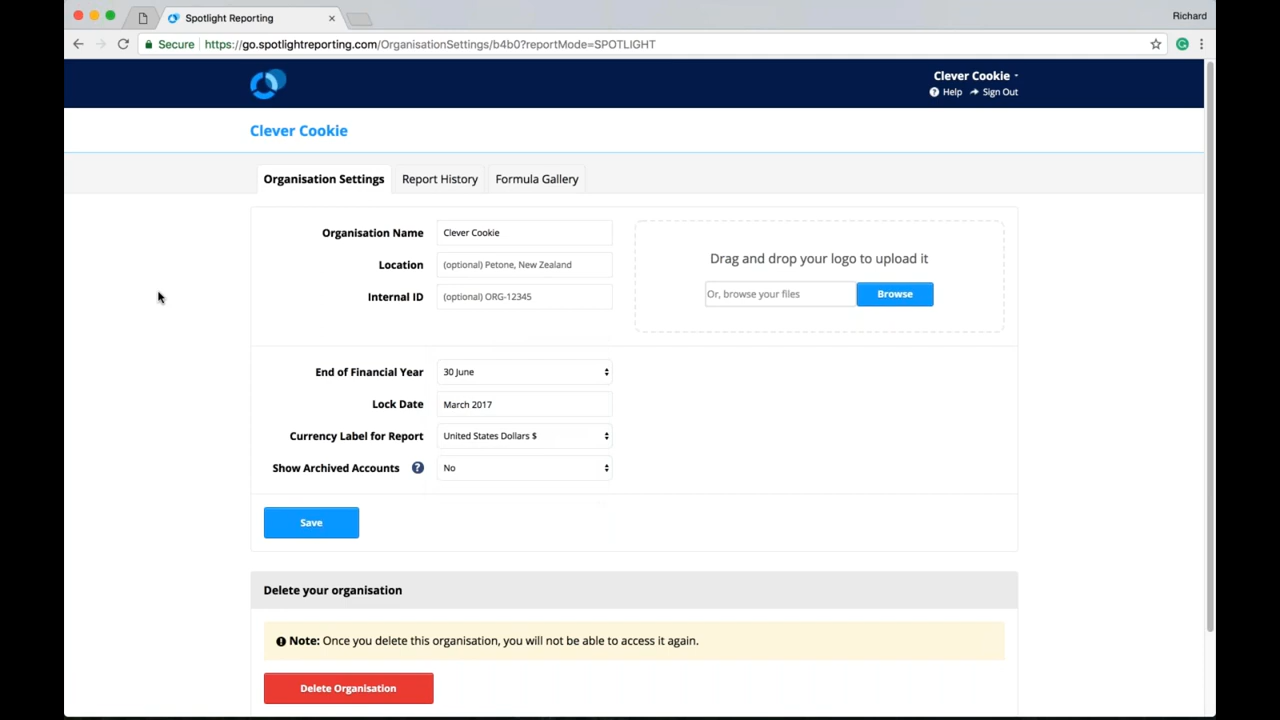 Spotlight Reporting
Richard
Secure https://go.spotlightreporting.com/OrganisationSettings/b4b0?reportMode=SPOTLIGHT
Clever Cookie
Help Sign Out
Clever Cookie
Organisation Settings Report History Formula Gallery
Organisation Name Clever Cookie
Location (optional) Petone, New Zealand
Internal ID (optional) ORG-12345
Drag and drop your logo to upload it
Or, browse your files Browse
End of Financial Year 30 June
Lock Date March 2017
Currency Label for Report United States Dollars $
Show Archived Accounts ? No
Save
Delete your organisation
Note: Once you delete this organisation, you will not be able to access it again.
Delete Organisation